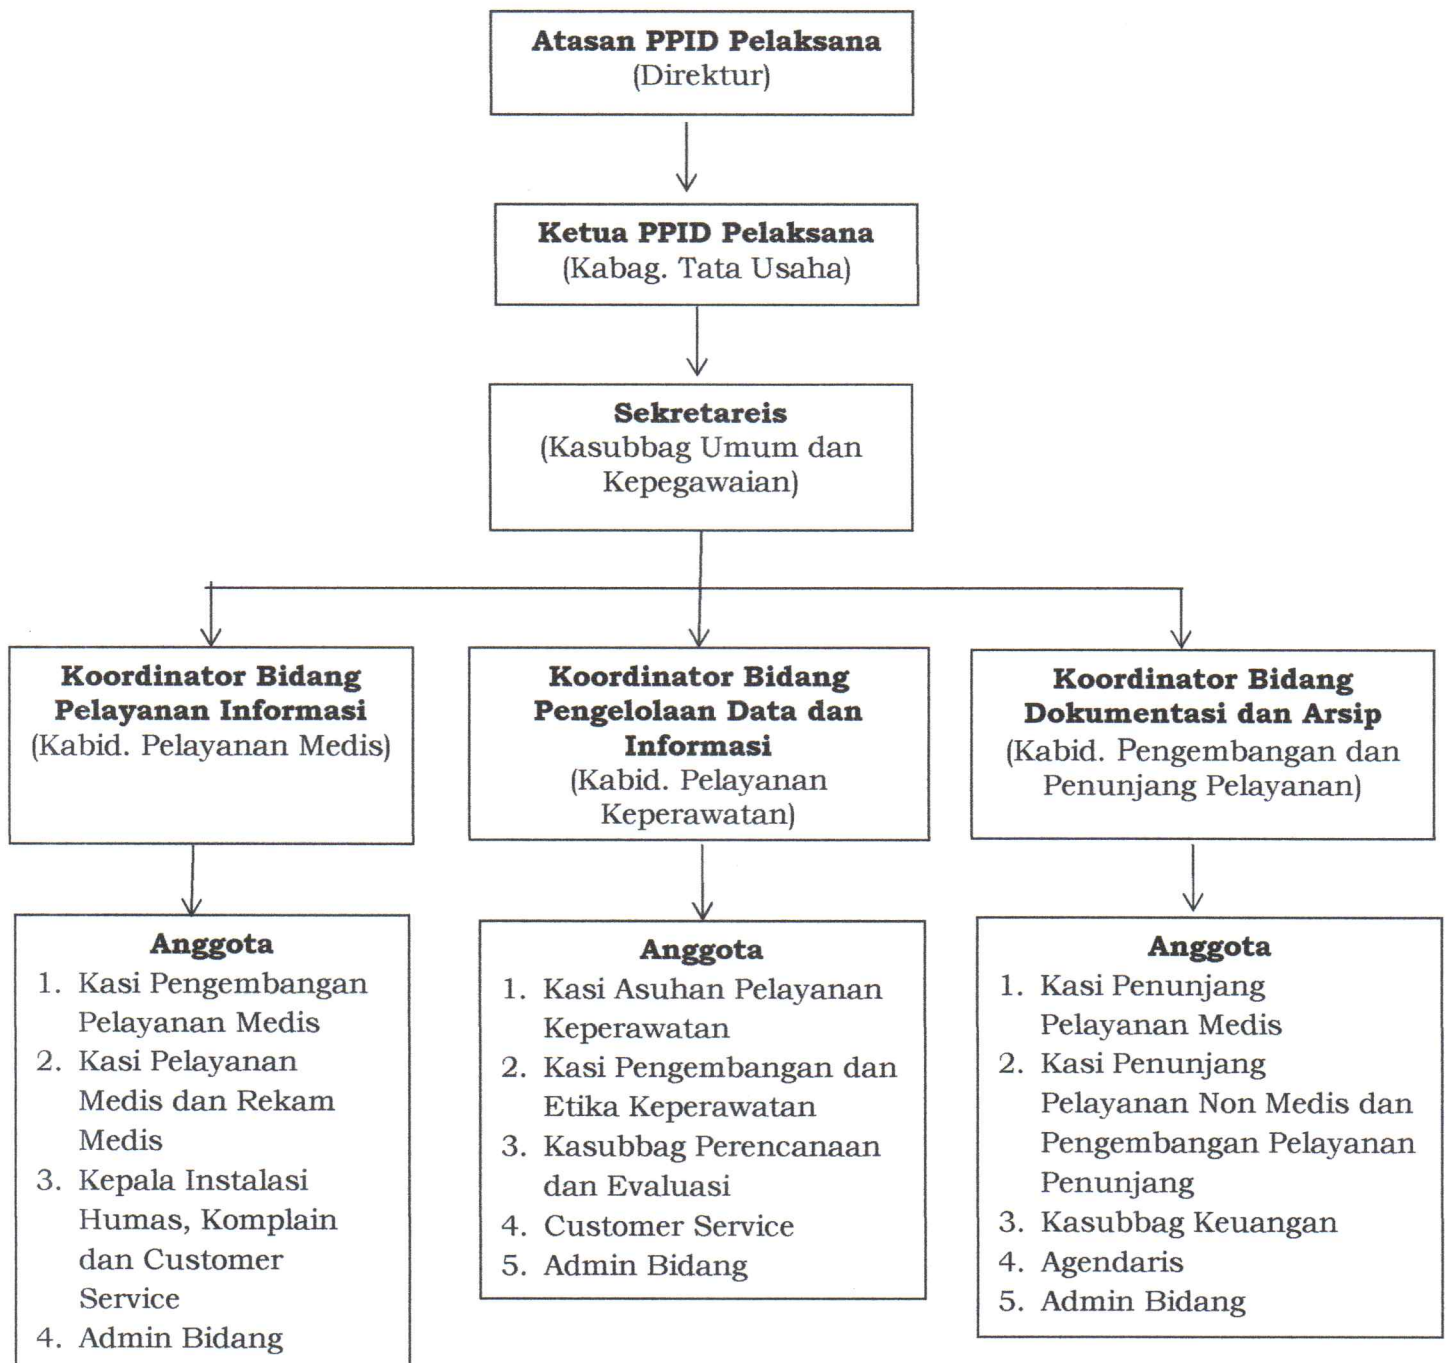 Atasan PPID Pelaksana
(Direktur)
Ketua PPID Pelaksana
(Kabag. Tata Usaha)
Sekretareis
(Kasubbag Umum dan
Kepegawaian)
Koordinator Bidang
Pelayanan Informasi
(Kabid. Pelayanan Medis)
Koordinator Bidang
Pengelolaan Data dan
Informasi
(Kabid. Pelayanan
Keperawatan)
Koordinator Bidang
Dokumentasi dan Arsip
(Kabid. Pengembangan dan
Penunjang Pelayanan)
Anggota
1. Kasi Pengembangan
Pelayanan Medis
2. Kasi Pelayanan
Medis dan Rekam
Medis
3. Kepala Instalasi
Humas, Komplain
dan Customer
Service
4. Admin Bidang
Anggota
1. Kasi Asuhan Pelayanan
Keperawatan
2. Kasi Pengembangan dan
Etika Keperawatan
3. Kasubbag Perencanaan
dan Evaluasi
4. Customer Service
5. Admin Bidang
Anggota
1. Kasi Penunjang
Pelayanan Medis
2. Kasi Penunjang
Pelayanan Non Medis dan
Pengembangan Pelayanan
Penunjang
3. Kasubbag Keuangan
4. Agendaris
5. Admin Bidang